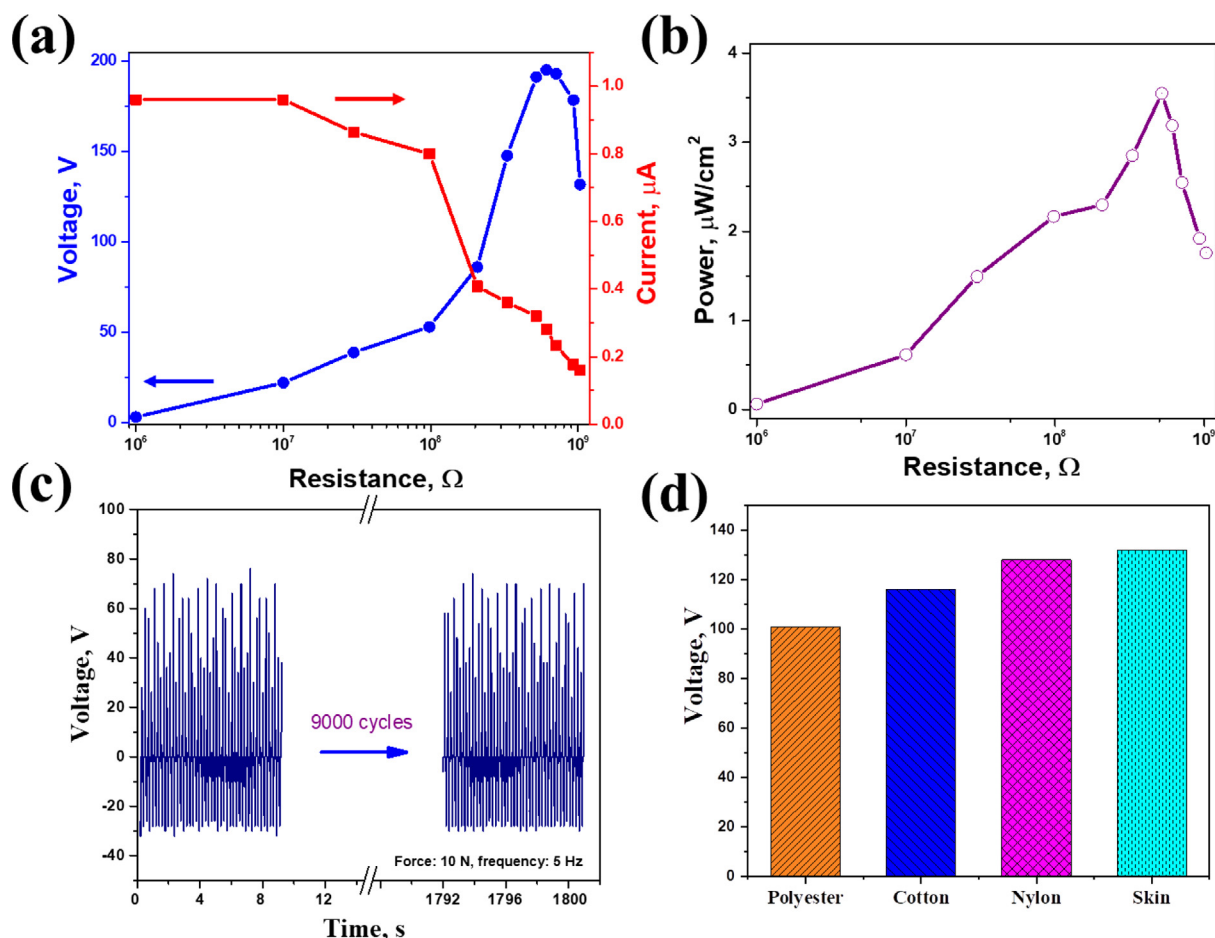 (a)
200
150
100
50
0
Voltage, V
1.0
0.8
0.6
0.4
0.2
0.0
Current, μA
10⁶ 10⁷ 10⁸ 10⁹
Resistance, Ω
(b)
4
3
2
1
0
Power, μW/cm²
10⁶ 10⁷ 10⁸ 10⁹
Resistance, Ω
(c)
100
80
60
40
20
0
-20
-40
Voltage, V
9000 cycles
Force: 10 N, frequency: 5 Hz
0 4 8 12 1792 1796 1800
Time, s
(d)
140
120
100
80
60
40
20
0
Voltage, V
Polyester Cotton Nylon Skin